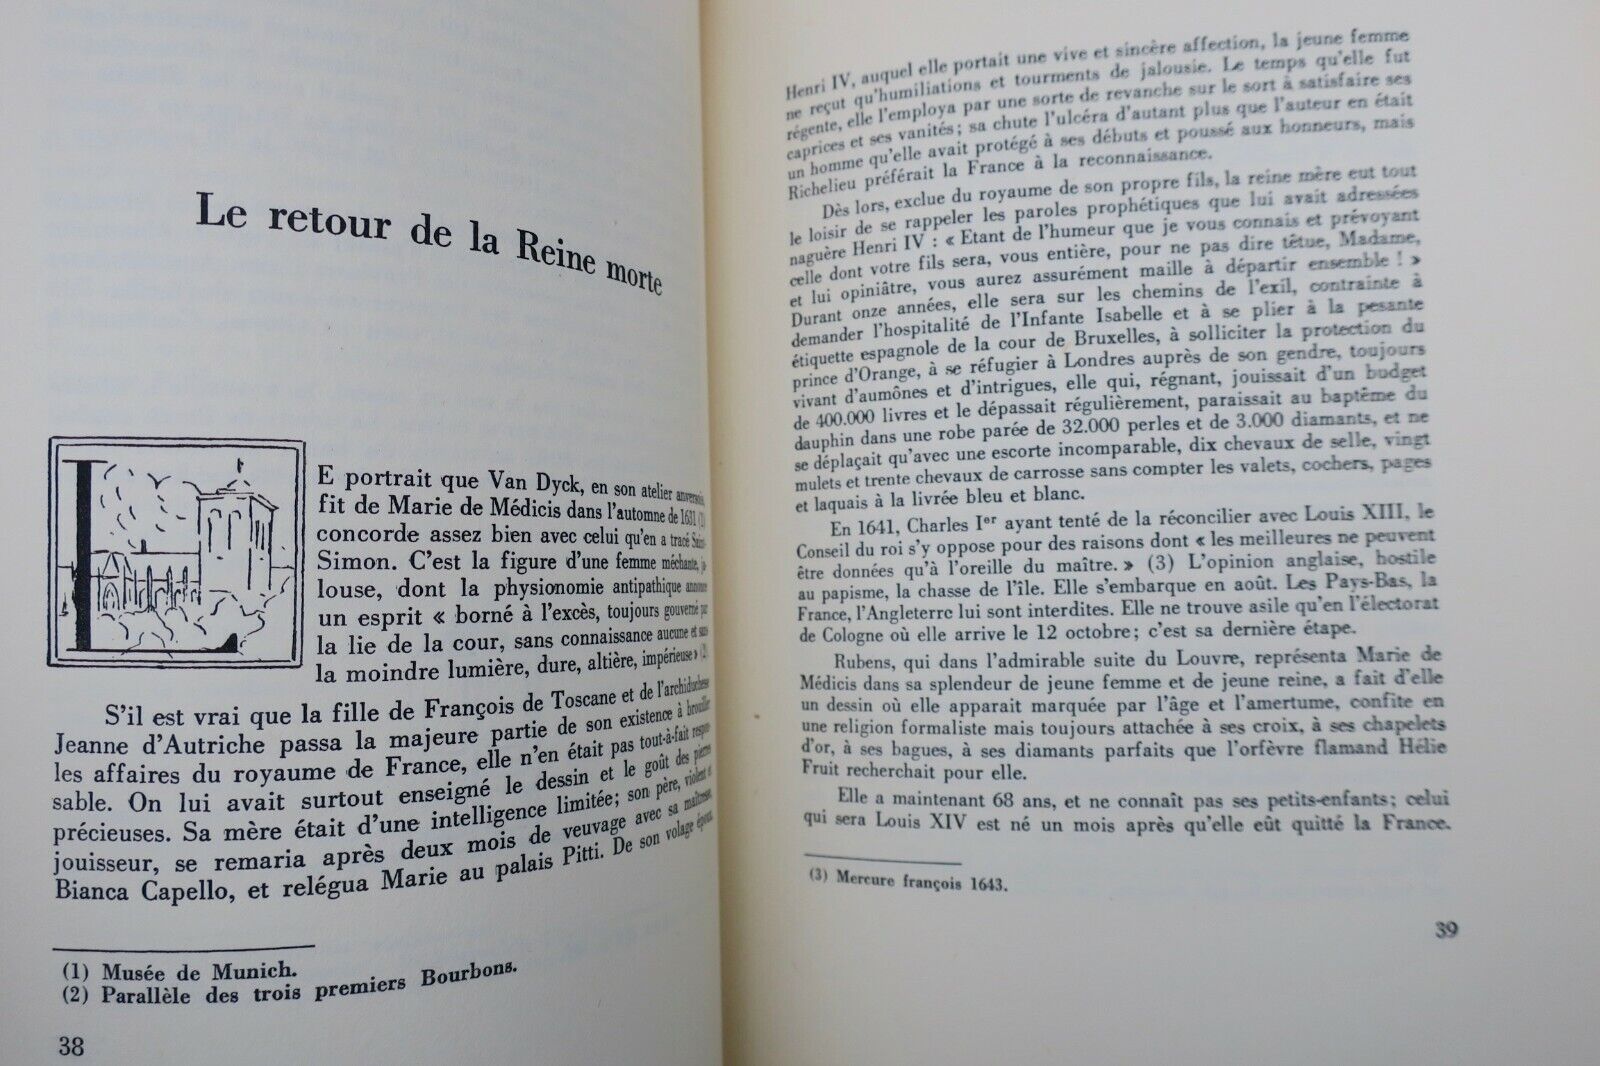 Le retour de la Reine morte
LE portrait que Van Dyck, en son atelier anversois,
fit de Marie de Médicis dans l'automne de 1631 (1)
concorde assez bien avec celui qu'en a tracé Saint-
Simon. C'est la figure d'une femme méchante, ja-
louse, dont la physionomie antipathique annonce
un esprit « borné à l'excès, toujours gouverné par
la lie de la cour, sans connaissance aucune et sans
la moindre lumière, dure, altière, impérieuse » (2).
S'il est vrai que la fille de François de Toscane et de l'archiduchesse
Jeanne d'Autriche passa la majeure partie de son existence à brouiller
les affaires du royaume de France, elle n'en était pas tout-à-fait respon-
sable. On lui avait surtout enseigné le dessin et le goût des pierres
précieuses. Sa mère était d'une intelligence limitée; son père, violent et
jouisseur, se remaria après deux mois de veuvage avec sa maîtresse,
Bianca Capello, et relégua Marie au palais Pitti. De son volage époux
(1) Musée de Munich.
(2) Parallèle des trois premiers Bourbons.
38
Henri IV, auquel elle portait une vive et sincère affection, la jeune femme
ne reçut qu'humiliations et tourments de jalousie. Le temps qu'elle fut
régente, elle l'employa par une sorte de revanche sur le sort à satisfaire ses
caprices et ses vanités; sa chute l'ulcéra d'autant plus que l'auteur en était
un homme qu'elle avait protégé à ses débuts et poussé aux honneurs, mais
Richelieu préférait la France à la reconnaissance.
Dès lors, exclue du royaume de son propre fils, la reine mère eut tout
le loisir de se rappeler les paroles prophétiques que lui avait adressées
naguère Henri IV : « Etant de l'humeur que je vous connais et prévoyant
celle dont votre fils sera, vous entière, pour ne pas dire têtue, Madame,
et lui opiniâtre, vous aurez assurément maille à départir ensemble ! »
Durant onze années, elle sera sur les chemins de l'exil, contrainte à
demander l'hospitalité de l'Infante Isabelle et à se plier à la pesante
étiquette espagnole de la cour de Bruxelles, à solliciter la protection du
prince d'Orange, à se réfugier à Londres auprès de son gendre, toujours
vivant d'aumônes et d'intrigues, elle qui, régnant, jouissait d'un budget
de 400.000 livres et le dépassait régulièrement, paraissait au baptême du
dauphin dans une robe parée de 32.000 perles et de 3.000 diamants, et ne
se déplaçait qu'avec une escorte incomparable, dix chevaux de selle, vingt
mulets et trente chevaux de carrosse sans compter les valets, cochers, pages
et laquais à la livrée bleu et blanc.
En 1641, Charles Ier ayant tenté de la réconcilier avec Louis XIII, le
Conseil du roi s'y oppose pour des raisons dont « les meilleures ne peuvent
être données qu'à l'oreille du maître. » (3) L'opinion anglaise, hostile
au papisme, la chasse de l'île. Elle s'embarque en août. Les Pays-Bas, la
France, l'Angleterre lui sont interdites. Elle ne trouve asile qu'en l'électorat
de Cologne où elle arrive le 12 octobre; c'est sa dernière étape.
Rubens, qui dans l'admirable suite du Louvre, représenta Marie de
Médicis dans sa splendeur de jeune femme et de jeune reine, a fait d'elle
un dessin où elle apparait marquée par l'âge et l'amertume, confite en
une religion formaliste mais toujours attachée à ses croix, à ses chapelets
d'or, à ses bagues, à ses diamants parfaits que l'orfèvre flamand Hélie
Fruit recherchait pour elle.
Elle a maintenant 68 ans, et ne connaît pas ses petits-enfants; celui
qui sera Louis XIV est né un mois après qu'elle eût quitté la France.
(3) Mercure françois 1643.
39